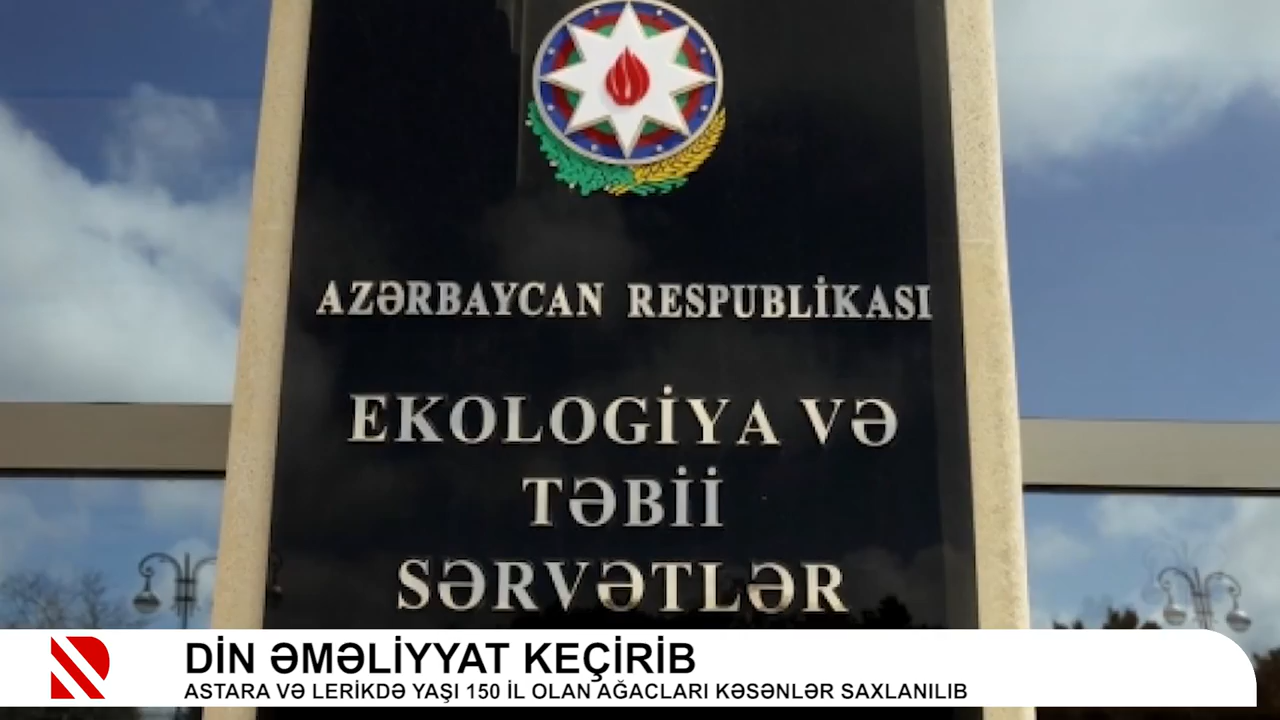 AZƏRBAYCAN RESPUBLİKASI
EKOLOGİYA VƏ
TƏBİİ
SƏRVƏTLƏR
DİN ƏMƏLİYYAT KEÇİRİB
ASTARA VƏ LERİKDƏ YAŞI 150 İL OLAN AĞACLARI KƏSƏNLƏR SAXLANILIB